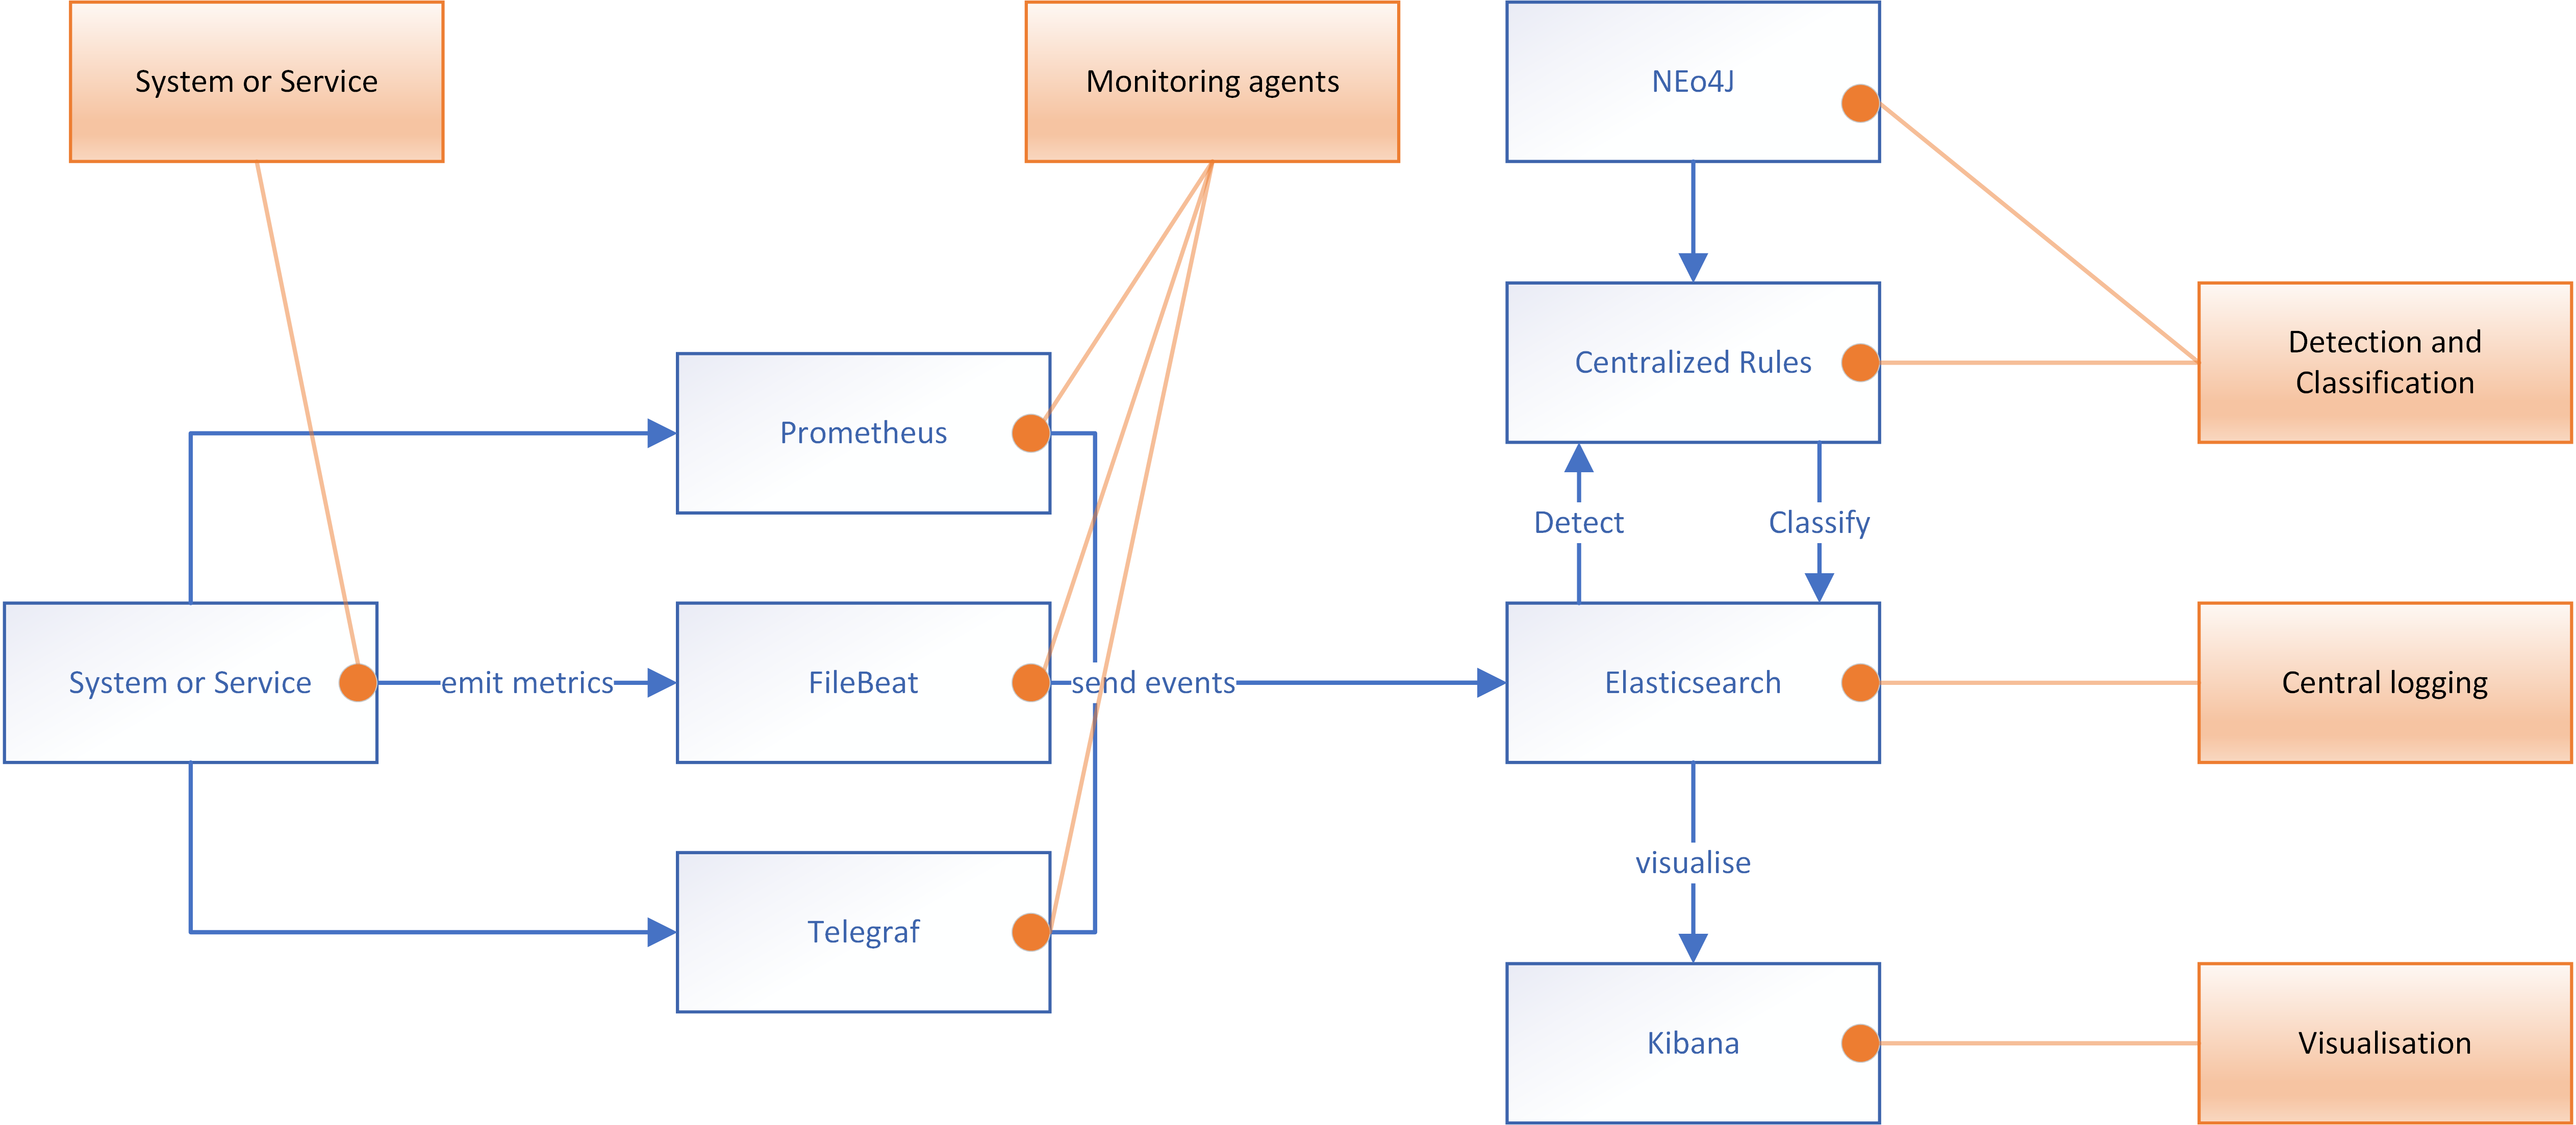 System or Service
Monitoring agents
NEo4J
Centralized Rules
Detection and
Classification
Prometheus
Detect
Classify
System or Service
emit metrics
FileBeat
send events
Elasticsearch
Central logging
visualise
Telegraf
Kibana
Visualisation